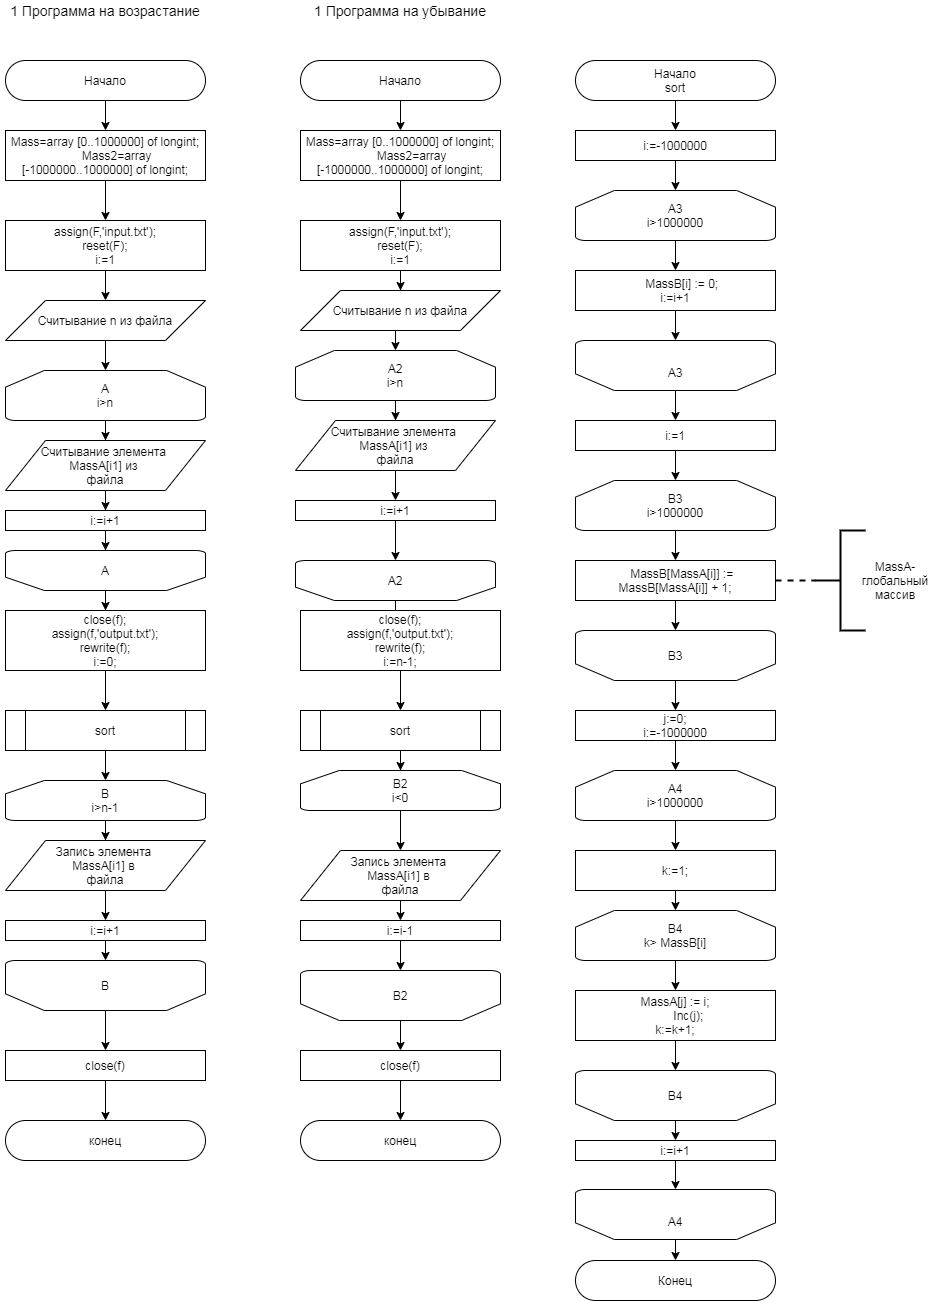 1 Программа на возрастание
Начало
Mass=array [0..1000000] of longint;
Mass2=array
[-1000000..1000000] of longint;
assign(F,'input.txt');
reset(F);
i:=1
Считывание n из файла
A
i>n
Считывание элемента
MassA[i1] из
файла
i:=i+1
A
close(f);
assign(f,'output.txt');
rewrite(f);
i:=0;
sort
B
i>n-1
Запись элемента
MassA[i1] в
файла
i:=i+1
B
close(f)
конец
1 Программа на убывание
Начало
Mass=array [0..1000000] of longint;
Mass2=array
[-1000000..1000000] of longint;
assign(F,'input.txt');
reset(F);
i:=1
Считывание n из файла
A2
i>n
Считывание элемента
MassA[i1] из
файла
i:=i+1
A2
close(f);
assign(f,'output.txt');
rewrite(f);
i:=n-1;
sort
B2
i<0
Запись элемента
MassA[i1] в
файла
i:=i-1
B2
close(f)
конец
Начало
sort
i:=-1000000
A3
i>1000000
MassB[i] := 0;
i:=i+1
A3
i:=1
B3
i>1000000
MassB[MassA[i]] :=
MassB[MassA[i]] + 1;
MassA-
глобальный
массив
B3
j:=0;
i:=-1000000
A4
i>1000000
k:=1;
B4
k> MassB[i]
MassA[j] := i;
Inc(j);
k:=k+1;
B4
i:=i+1
A4
Конец